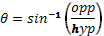 θ = sin⁻¹ (opp/hyp)